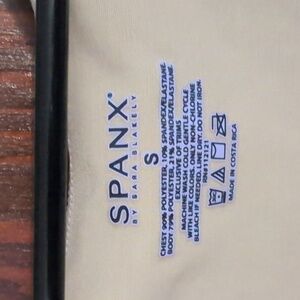 SPANX®
BY SARA BLAKELY
S
CHEST 90% POLYESTER, 10% SPANDEX/ELASTANE.
BODY 79% POLYESTER, 21% SPANDEX/ELASTANE.
EXCLUSIVE OF TRIMS
MACHINE WASH COLD GENTLE CYCLE
WITH LIKE COLORS. ONLY NON-CHLORINE
BLEACH IF NEEDED. LINE DRY. DO NOT IRON.
RN#112121
MADE IN COSTA RICA